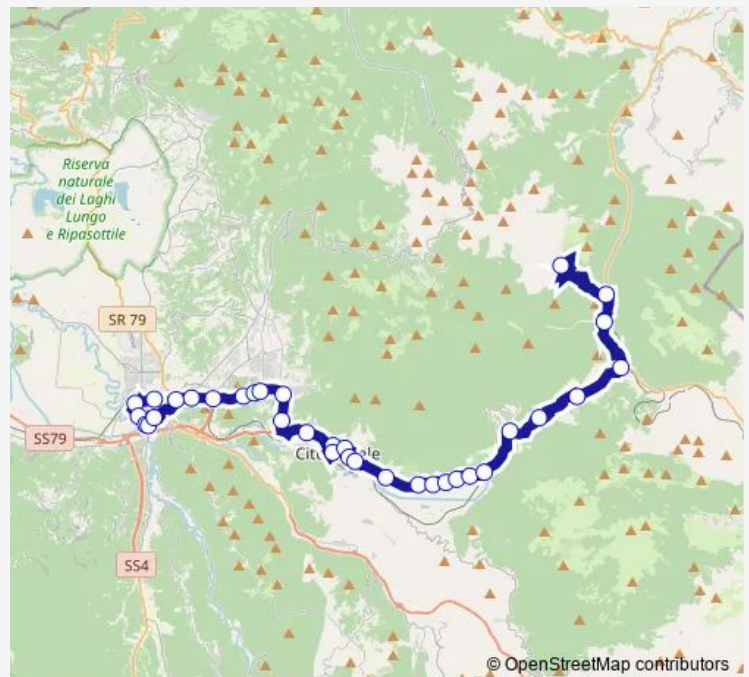 Riserva
naturale
dei Laghi
Lungo
e Ripasottile
SR 79
SS79
SS4
© OpenStreetMap contributors